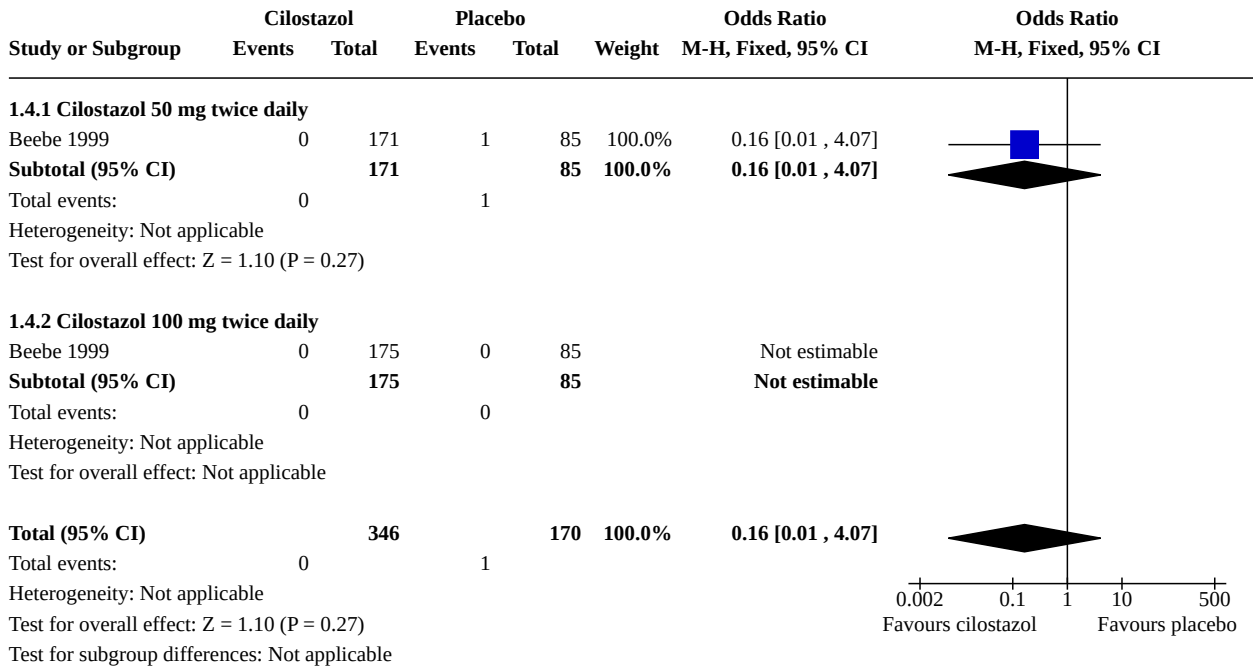 Cilostazol Placebo Odds Ratio Odds Ratio
Study or Subgroup Events Total Events Total Weight M-H, Fixed, 95% CI M-H, Fixed, 95% CI
1.4.1 Cilostazol 50 mg twice daily
Beebe 1999 0 171 1 85 100.0% 0.16 [0.01 , 4.07]
Subtotal (95% CI) 171 85 100.0% 0.16 [0.01 , 4.07]
Total events: 0 1
Heterogeneity: Not applicable
Test for overall effect: Z = 1.10 (P = 0.27)
1.4.2 Cilostazol 100 mg twice daily
Beebe 1999 0 175 0 85 Not estimable
Subtotal (95% CI) 175 85 Not estimable
Total events: 0 0
Heterogeneity: Not applicable
Test for overall effect: Not applicable
Total (95% CI) 346 170 100.0% 0.16 [0.01 , 4.07]
Total events: 0 1
Heterogeneity: Not applicable
0.002 0.1 1 10 500
Test for overall effect: Z = 1.10 (P = 0.27)
Favours cilostazol Favours placebo
Test for subgroup differences: Not applicable